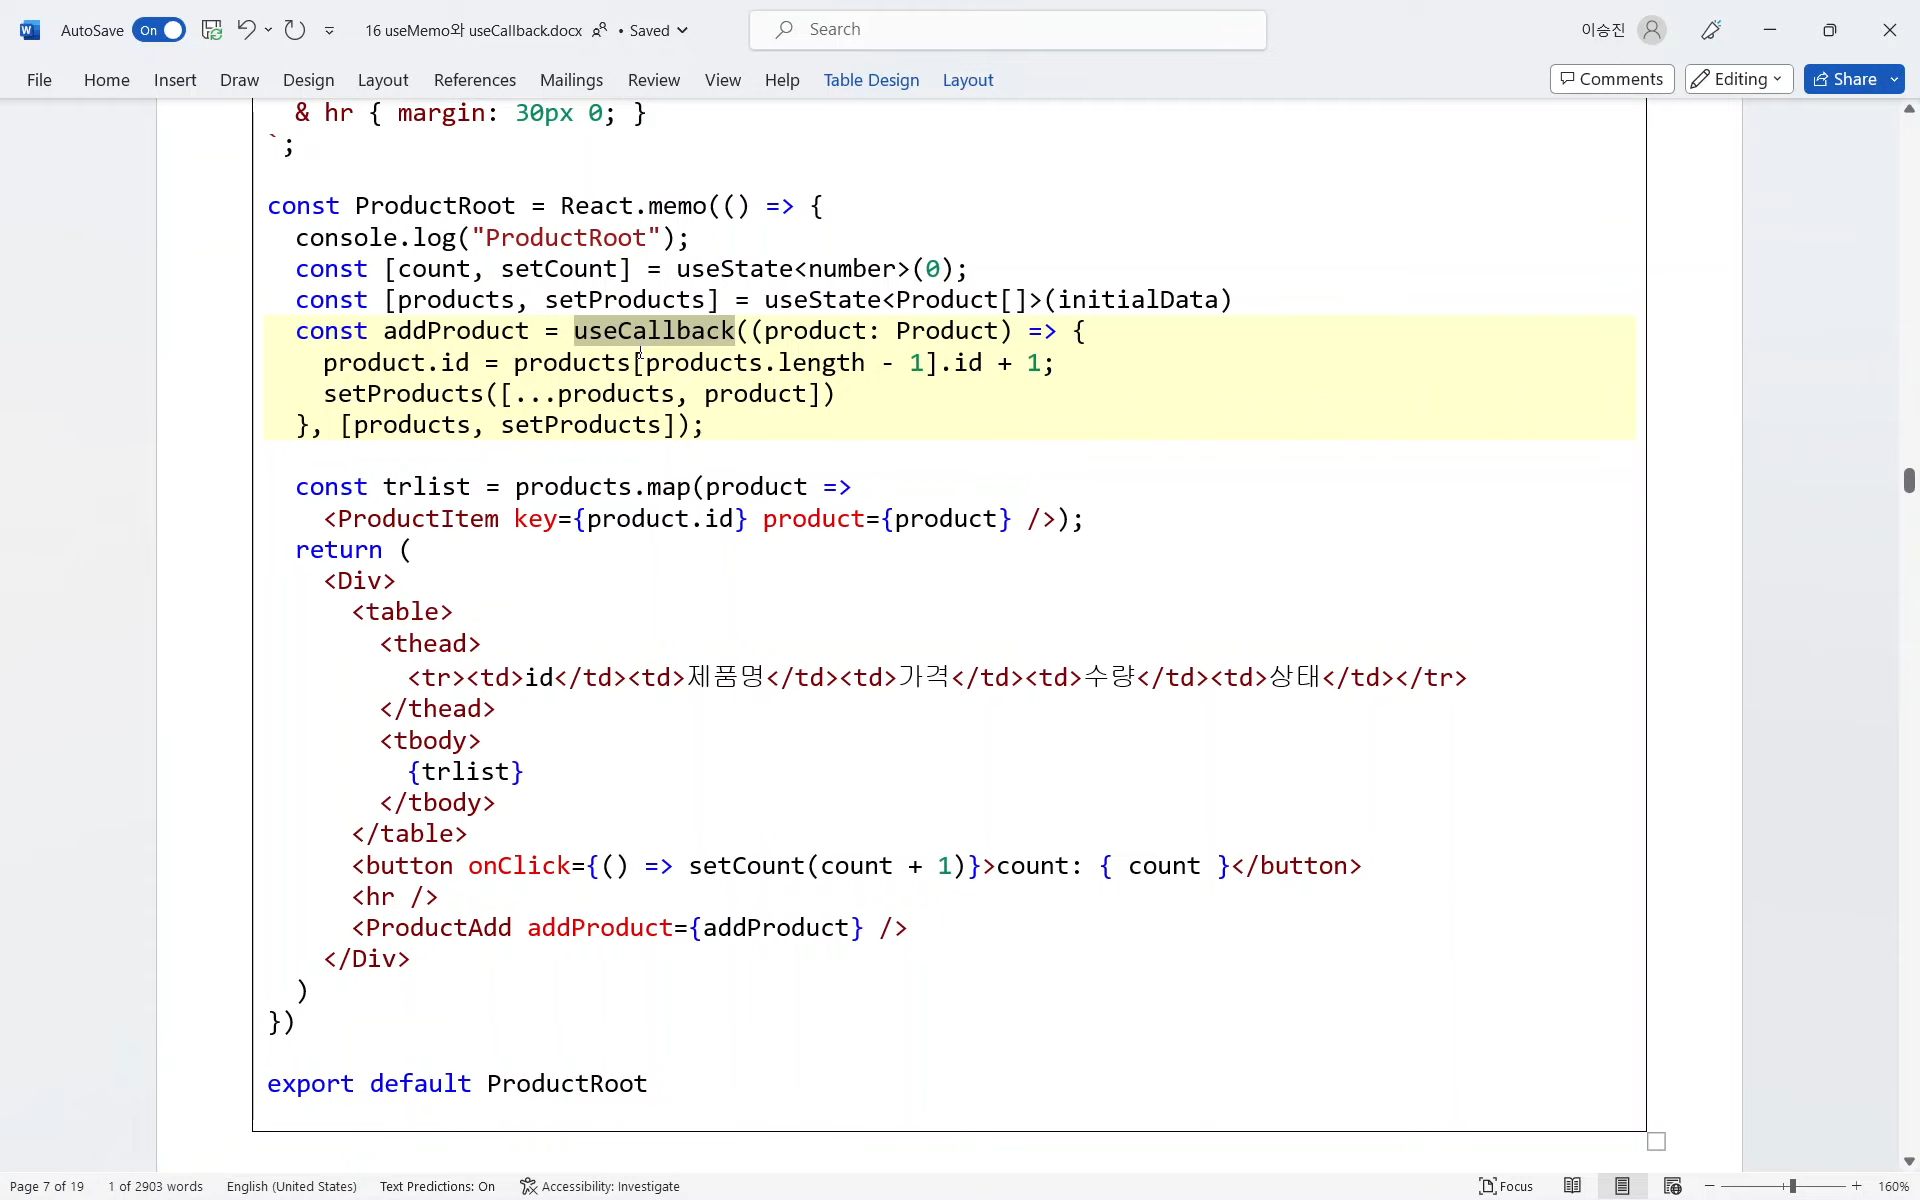 AutoSave On 16 useMemo와 useCallback.docx • Saved Search 이승진
File Home Insert Draw Design Layout References Mailings Review View Help Table Design Layout Comments Editing Share
& hr { margin: 30px 0; }
`;
const ProductRoot = React.memo(() => {
console.log("ProductRoot");
const [count, setCount] = useState<number>(0);
const [products, setProducts] = useState<Product[]>(initialData)
const addProduct = useCallback((product: Product) => {
product.id = products[products.length - 1].id + 1;
setProducts([...products, product])
}, [products, setProducts]);
const trlist = products.map(product =>
<ProductItem key={product.id} product={product} />);
return (
<Div>
<table>
<thead>
<tr><td>id</td><td>제품명</td><td>가격</td><td>수량</td><td>상태</td></tr>
</thead>
<tbody>
{trlist}
</tbody>
</table>
<button onClick={() => setCount(count + 1)}>count: { count }</button>
<hr />
<ProductAdd addProduct={addProduct} />
</Div>
)
})
export default ProductRoot
Page 7 of 19 1 of 2903 words English (United States) Text Predictions: On Accessibility: Investigate Focus 160%